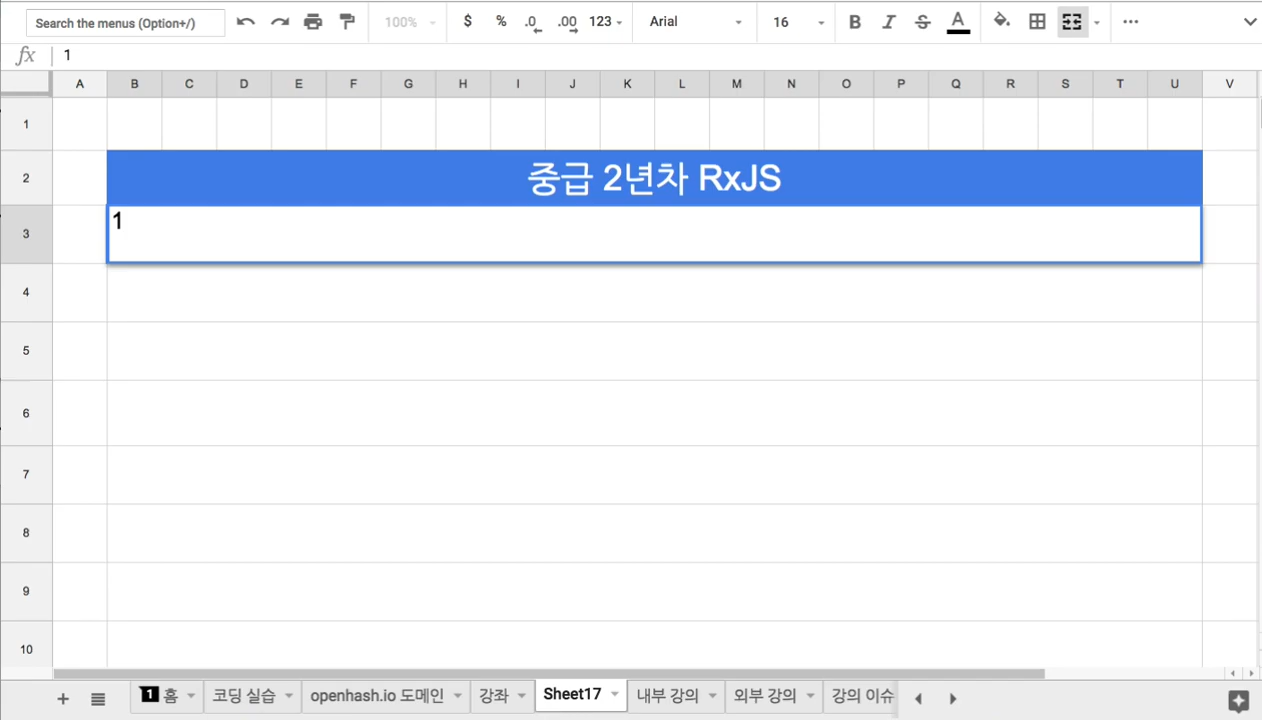 Search the menus (Option+/) 100% $ % .0 .00 123 Arial 16 B I S A
fx 1
A B C D E F G H I J K L M N O P Q R S T U V
1
2 중급 2년차 RxJS
3 1
4
5
6
7
8
9
10
1 홈 코딩 실습 openhash.io 도메인 강좌 Sheet17 내부 강의 외부 강의 강의 이슈